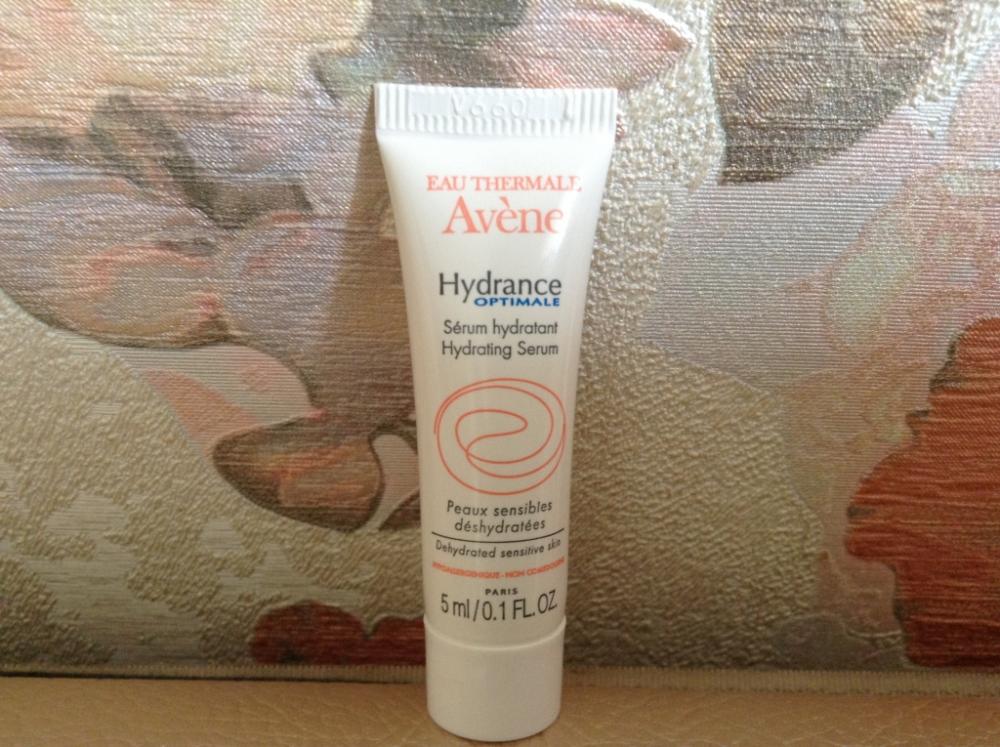 EAU THERMALE
Avène
Hydrance
OPTIMALE
Sérum hydratant
Hydrating Serum
Peaux sensibles
déshydratées
Dehydrated sensitive skin
NON
PARIS
5 ml/0.1 FL.OZ.